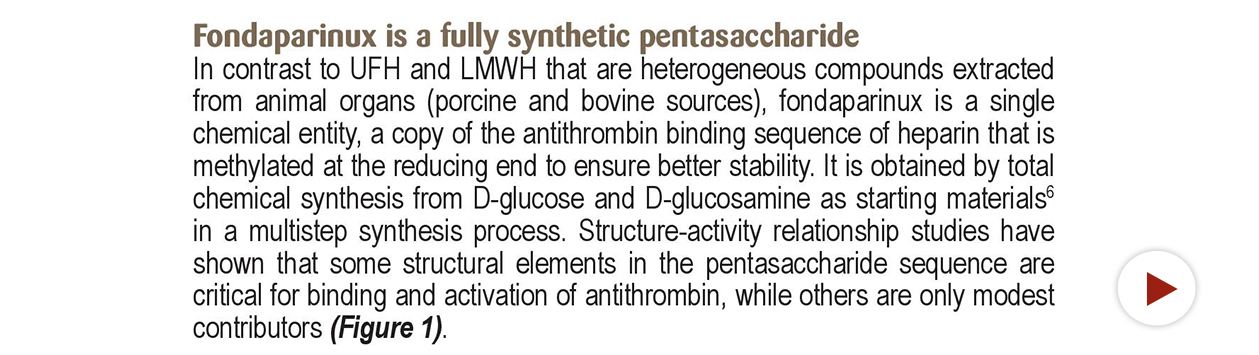 Fondaparinux is a fully synthetic pentasaccharide
In contrast to UFH and LMWH that are heterogeneous compounds extracted
from animal organs (porcine and bovine sources), fondaparinux is a single
chemical entity, a copy of the antithrombin binding sequence of heparin that is
methylated at the reducing end to ensure better stability. It is obtained by total
chemical synthesis from D-glucose and D-glucosamine as starting materials⁶
in a multistep synthesis process. Structure-activity relationship studies have
shown that some structural elements in the pentasaccharide sequence are
critical for binding and activation of antithrombin, while others are only modest
contributors (Figure 1).